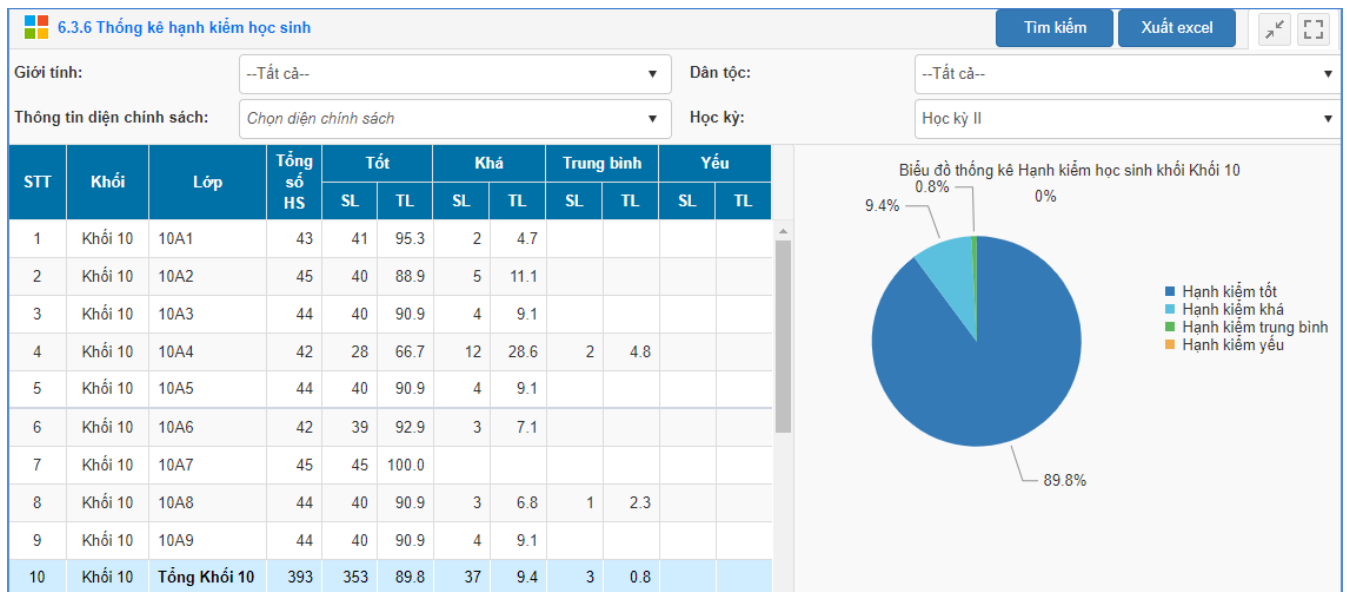 6.3.6 Thống kê hạnh kiểm học sinh
Tìm kiếm
Xuất excel
Giới tính:
--Tất cả--
Dân tộc:
--Tất cả--
Thông tin diện chính sách:
Chọn diện chính sách
Học kỳ:
Học kỳ II
STT Khối Lớp Tổng số HS Tốt Khá Trung bình Yếu
SL TL SL TL SL TL SL TL
1 Khối 10 10A1 43 41 95.3 2 4.7
2 Khối 10 10A2 45 40 88.9 5 11.1
3 Khối 10 10A3 44 40 90.9 4 9.1
4 Khối 10 10A4 42 28 66.7 12 28.6 2 4.8
5 Khối 10 10A5 44 40 90.9 4 9.1
6 Khối 10 10A6 42 39 92.9 3 7.1
7 Khối 10 10A7 45 45 100.0
8 Khối 10 10A8 44 40 90.9 3 6.8 1 2.3
9 Khối 10 10A9 44 40 90.9 4 9.1
10 Khối 10 Tổng Khối 10 393 353 89.8 37 9.4 3 0.8
Biểu đồ thống kê Hạnh kiểm học sinh khối Khối 10
0.8%
0%
9.4%
89.8%
Hạnh kiểm tốt
Hạnh kiểm khá
Hạnh kiểm trung bình
Hạnh kiểm yếu